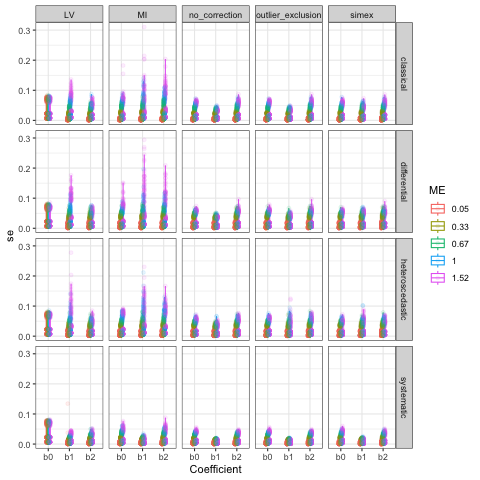 LV MI no_correction outlier_exclusion simex
0.3
0.2
0.1
0.0
classical
0.3
0.2
0.1
0.0
differential
0.3
0.2
0.1
0.0
heteroscedastic
0.3
0.2
0.1
0.0
systematic
se
b0 b1 b2 b0 b1 b2 b0 b1 b2 b0 b1 b2 b0 b1 b2
Coefficient
ME
0.05
0.33
0.67
1
1.52